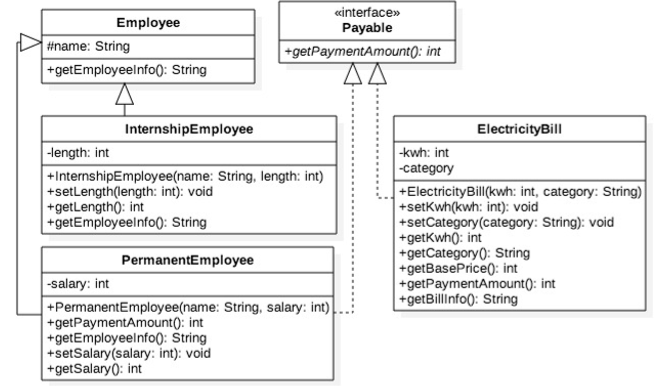 Employee
#name: String
+getEmployeeInfo(): String
«interface»
Payable
+getPaymentAmount(): int
InternshipEmployee
-length: int
+InternshipEmployee(name: String, length: int)
+setLength(length: int): void
+getLength(): int
+getEmployeeInfo(): String
ElectricityBill
-kwh: int
-category
+ElectricityBill(kwh: int, category: String)
+setKwh(kwh: int): void
+setCategory(category: String): void
+getKwh(): int
+getCategory(): String
+getBasePrice(): int
+getPaymentAmount(): int
+getBillInfo(): String
PermanentEmployee
-salary: int
+PermanentEmployee(name: String, salary: int)
+getPaymentAmount(): int
+getEmployeeInfo(): String
+setSalary(salary: int): void
+getSalary(): int